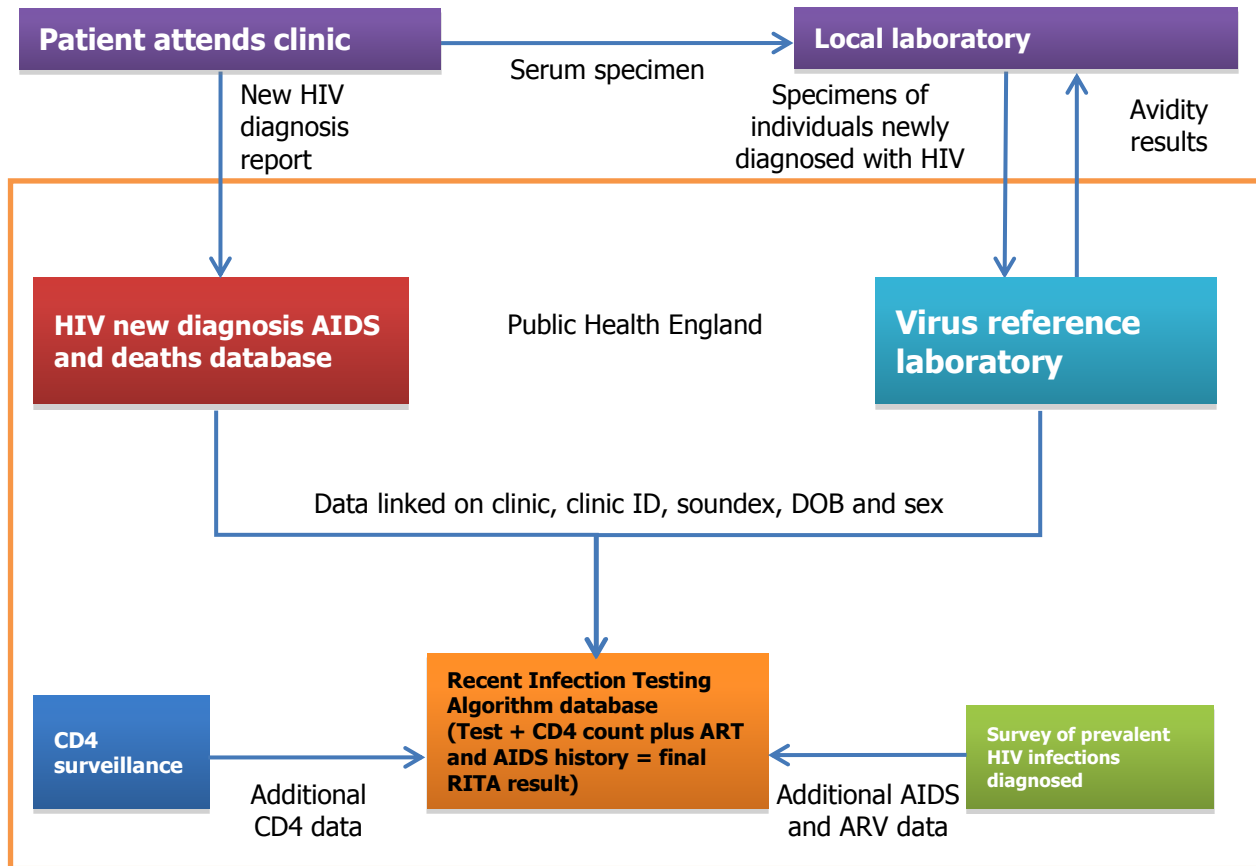 Patient attends clinic
Local laboratory
Serum specimen
New HIV
diagnosis
report
Specimens of
individuals newly
diagnosed with HIV
Avidity
results
HIV new diagnosis AIDS
and deaths database
Public Health England
Virus reference
laboratory
Data linked on clinic, clinic ID, soundex, DOB and sex
Recent Infection Testing
Algorithm database
(Test + CD4 count plus ART
and AIDS history = final
RITA result)
CD4
surveillance
Survey of prevalent
HIV infections
diagnosed
Additional
CD4 data
Additional AIDS
and ARV data